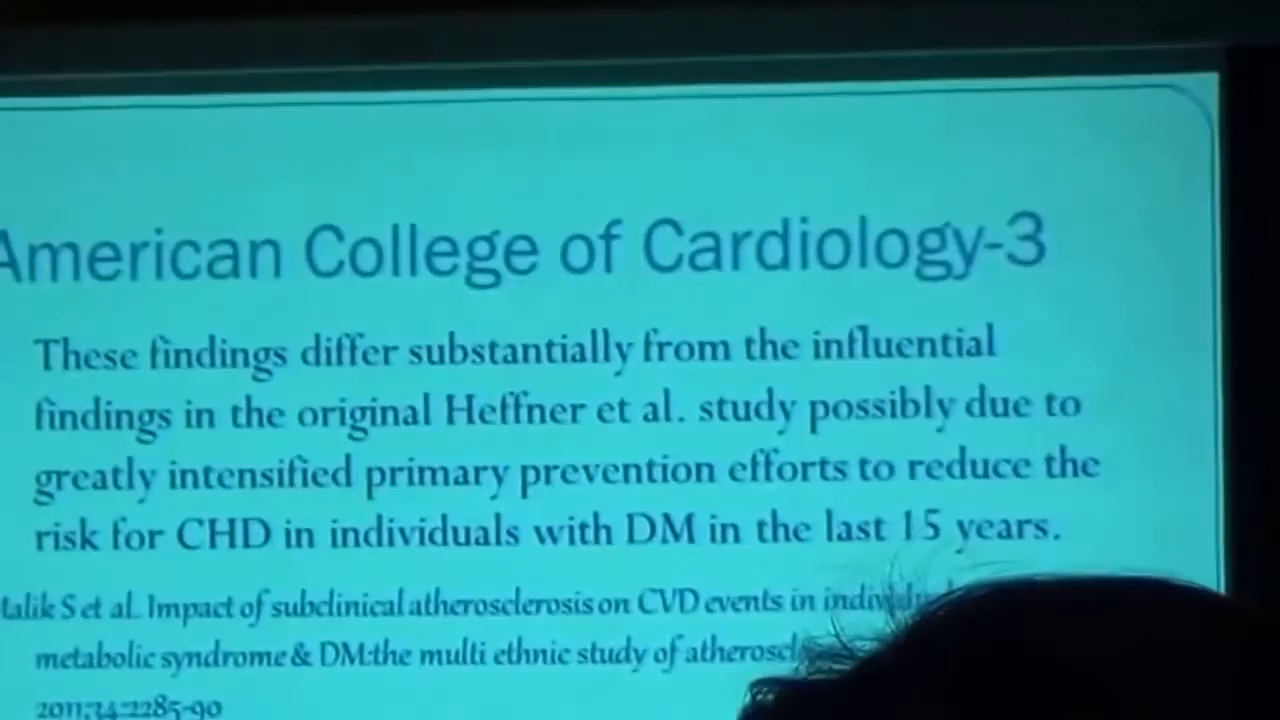 American College of Cardiology-3
These findings differ substantially from the influential
findings in the original Heffner et al. study possibly due to
greatly intensified primary prevention efforts to reduce the
risk for CHD in individuals with DM in the last 15 years.
S et al. Impact of subclinical atherosclerosis on CVD events in
metabolic syndrome & DM:the multi ethnic study of
2011;34:2285-90